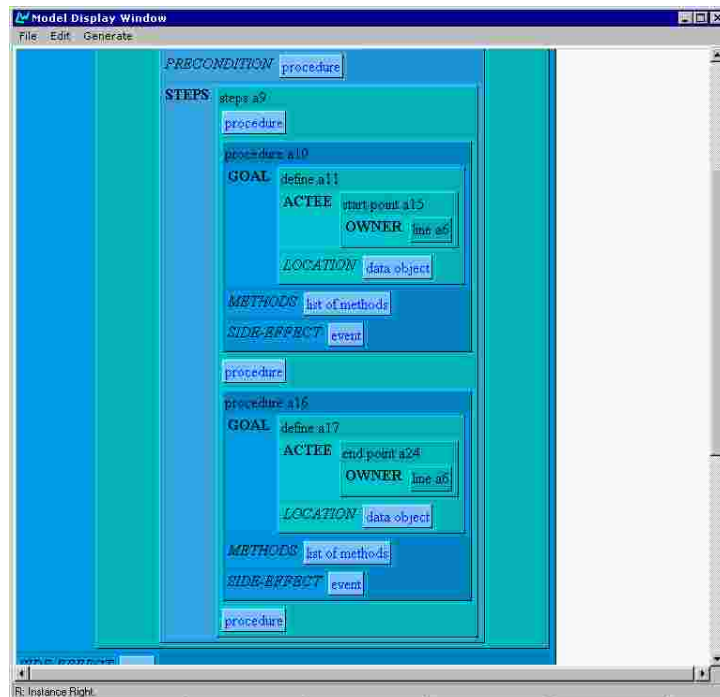 Model Display Window
File Edit Generate
PRECONDITION procedure
STEPS steps a9
procedure
procedure a10
GOAL define a11
ACTEE start point a15
OWNER line a6
LOCATION data object
METHODS list of methods
SIDE-EFFECT event
procedure
procedure a16
GOAL define a17
ACTEE end point a24
OWNER line a6
LOCATION data object
METHODS list of methods
SIDE-EFFECT event
procedure
SIDE-EFFECT
R: Instance Right.